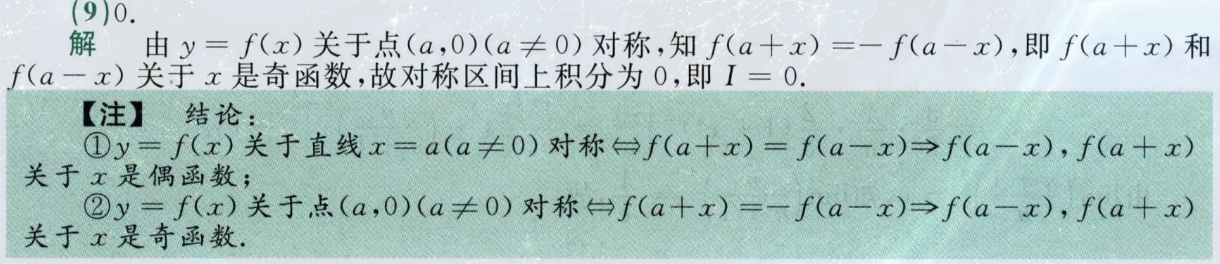 (9)0.
解 由 y = f(x) 关于点(a,0)(a ≠ 0) 对称,知 f(a+x) =− f(a−x),即 f(a+x) 和
f(a − x) 关于 x 是奇函数,故对称区间上积分为 0,即 I = 0.
【注】 结论:
①y = f(x) 关于直线 x = a(a ≠ 0) 对称⇔f(a+x) = f(a−x)⇒f(a−x), f(a+x)
关于 x 是偶函数;
②y = f(x) 关于点(a,0)(a ≠ 0) 对称⇔f(a+x) =− f(a−x)⇒f(a−x), f(a+x)
关于 x 是奇函数.